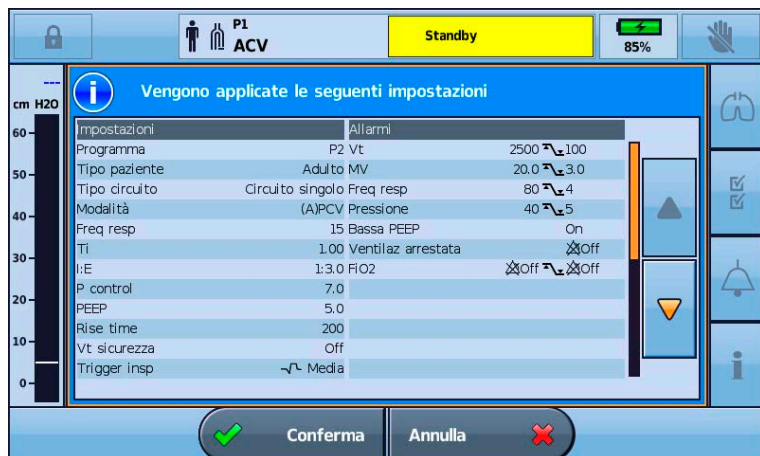 P1
ACV
Standby
85%
---
cm H2O
60
50
40
30
20
10
0
Vengono applicate le seguenti impostazioni
Impostazioni Allarmi
Programma P2 Vt 2500 100
Tipo paziente Adulto MV 20.0 3.0
Tipo circuito Circuito singolo Freq resp 80 4
Modalità (A)PCV Pressione 40 5
Freq resp 15 Bassa PEEP On
Ti 1.00 Ventilaz arrestata Off
I:E 1:3.0 FiO2 Off Off
P control 7.0
PEEP 5.0
Rise time 200
Vt sicurezza Off
Trigger insp Media
Conferma Annulla